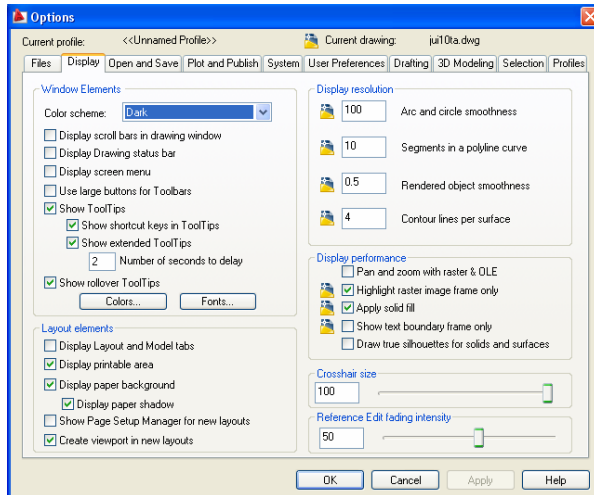 Options
Current profile: <<Unnamed Profile>> Current drawing: jui10ta.dwg
Files Display Open and Save Plot and Publish System User Preferences Drafting 3D Modeling Selection Profiles
Window Elements
Color scheme: Dark
Display scroll bars in drawing window
Display Drawing status bar
Display screen menu
Use large buttons for Toolbars
Show ToolTips
Show shortcut keys in ToolTips
Show extended ToolTips
2 Number of seconds to delay
Show rollover ToolTips
Colors... Fonts...
Layout elements
Display Layout and Model tabs
Display printable area
Display paper background
Display paper shadow
Show Page Setup Manager for new layouts
Create viewport in new layouts
Display resolution
100 Arc and circle smoothness
10 Segments in a polyline curve
0.5 Rendered object smoothness
4 Contour lines per surface
Display performance
Pan and zoom with raster & OLE
Highlight raster image frame only
Apply solid fill
Show text boundary frame only
Draw true silhouettes for solids and surfaces
Crosshair size
100
Reference Edit fading intensity
50
OK Cancel Apply Help